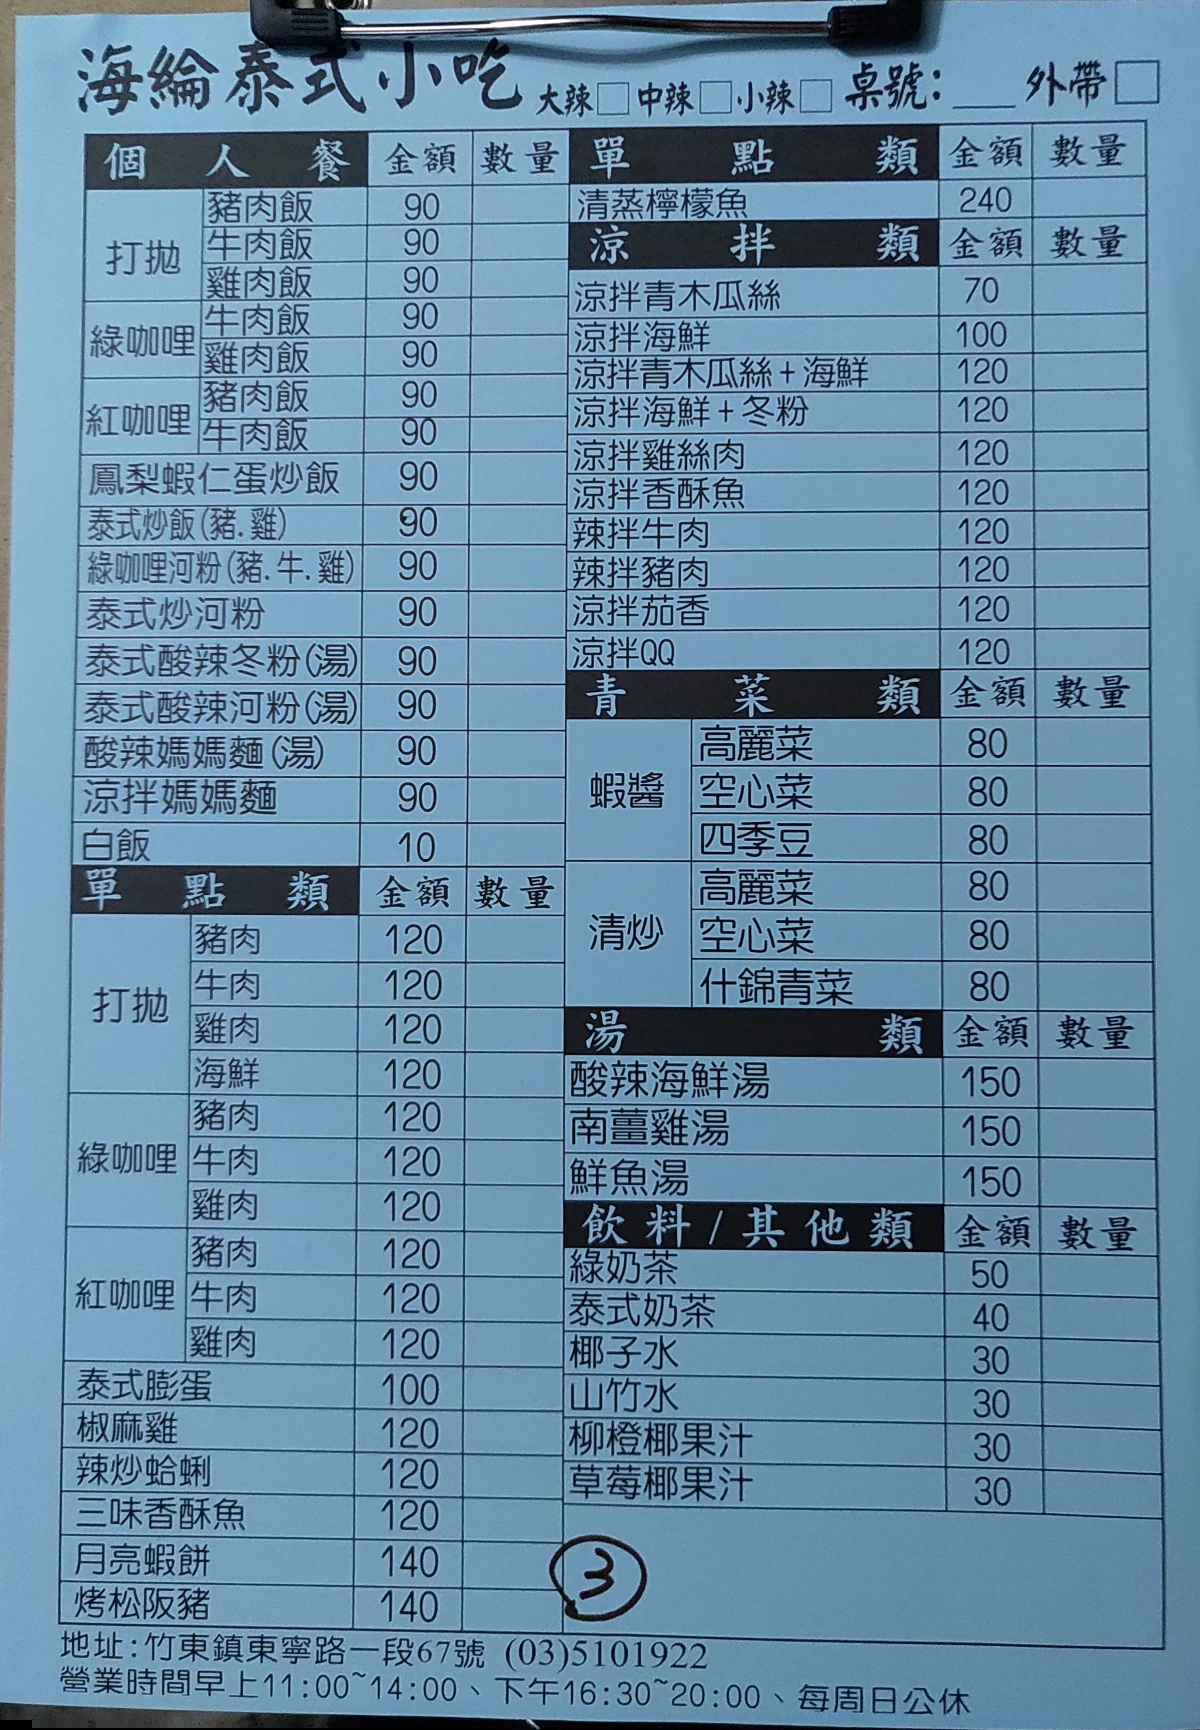 海綸泰式小吃 大辣□ 中辣□ 小辣□ 桌號：___ 外帶□
個人餐 金額 數量
打拋 豬肉飯 90
牛肉飯 90
雞肉飯 90
綠咖哩 牛肉飯 90
雞肉飯 90
紅咖哩 豬肉飯 90
牛肉飯 90
鳳梨蝦仁蛋炒飯 90
泰式炒飯(豬.雞) 90
綠咖哩河粉(豬.牛.雞) 90
泰式炒河粉 90
泰式酸辣冬粉(湯) 90
泰式酸辣河粉(湯) 90
酸辣媽媽麵(湯) 90
涼拌媽媽麵 90
白飯 10
單點類 金額 數量
打拋 豬肉 120
牛肉 120
雞肉 120
海鮮 120
綠咖哩 豬肉 120
牛肉 120
雞肉 120
紅咖哩 豬肉 120
牛肉 120
雞肉 120
泰式膨蛋 100
椒麻雞 120
辣炒蛤蜊 120
三味香酥魚 120
月亮蝦餅 140
烤松阪豬 140
單點類 金額 數量
清蒸檸檬魚 240
涼拌類 金額 數量
涼拌青木瓜絲 70
涼拌海鮮 100
涼拌青木瓜絲+海鮮 120
涼拌海鮮+冬粉 120
涼拌雞絲肉 120
涼拌香酥魚 120
辣拌牛肉 120
辣拌豬肉 120
涼拌茄香 120
涼拌QQ 120
青菜類 金額 數量
蝦醬 高麗菜 80
空心菜 80
四季豆 80
清炒 高麗菜 80
空心菜 80
什錦青菜 80
湯類 金額 數量
酸辣海鮮湯 150
南薑雞湯 150
鮮魚湯 150
飲料/其他類 金額 數量
綠奶茶 50
泰式奶茶 40
椰子水 30
山竹水 30
柳橙椰果汁 30
草莓椰果汁 30
3
地址:竹東鎮東寧路一段67號 (03)5101922
營業時間早上11:00~14:00、下午16:30~20:00、每周日公休